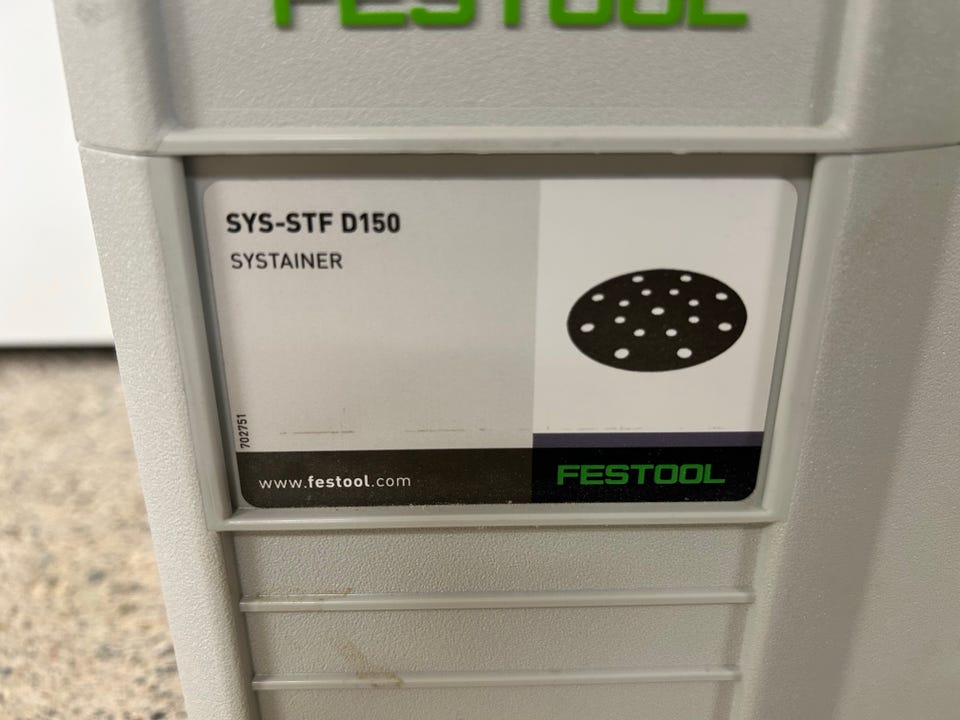 FESTOOL
SYS-STF D150
SYSTAINER
702751
www.festool.com
FESTOOL